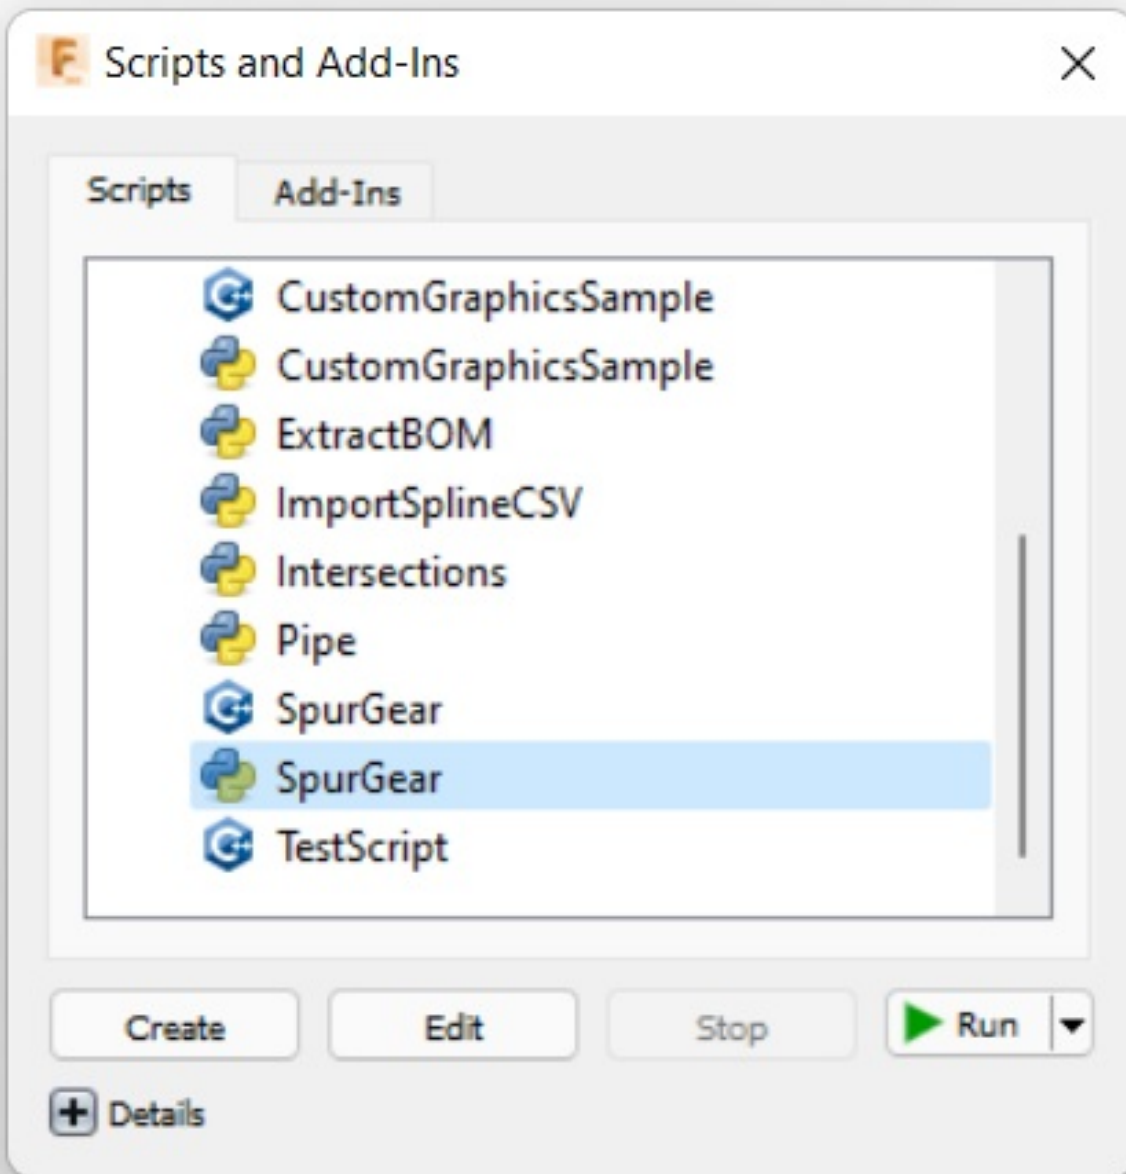 Scripts and Add-Ins
Scripts
Add-Ins
CustomGraphicsSample
CustomGraphicsSample
ExtractBOM
ImportSplineCSV
Intersections
Pipe
SpurGear
SpurGear
TestScript
Create
Edit
Stop
Run
Details